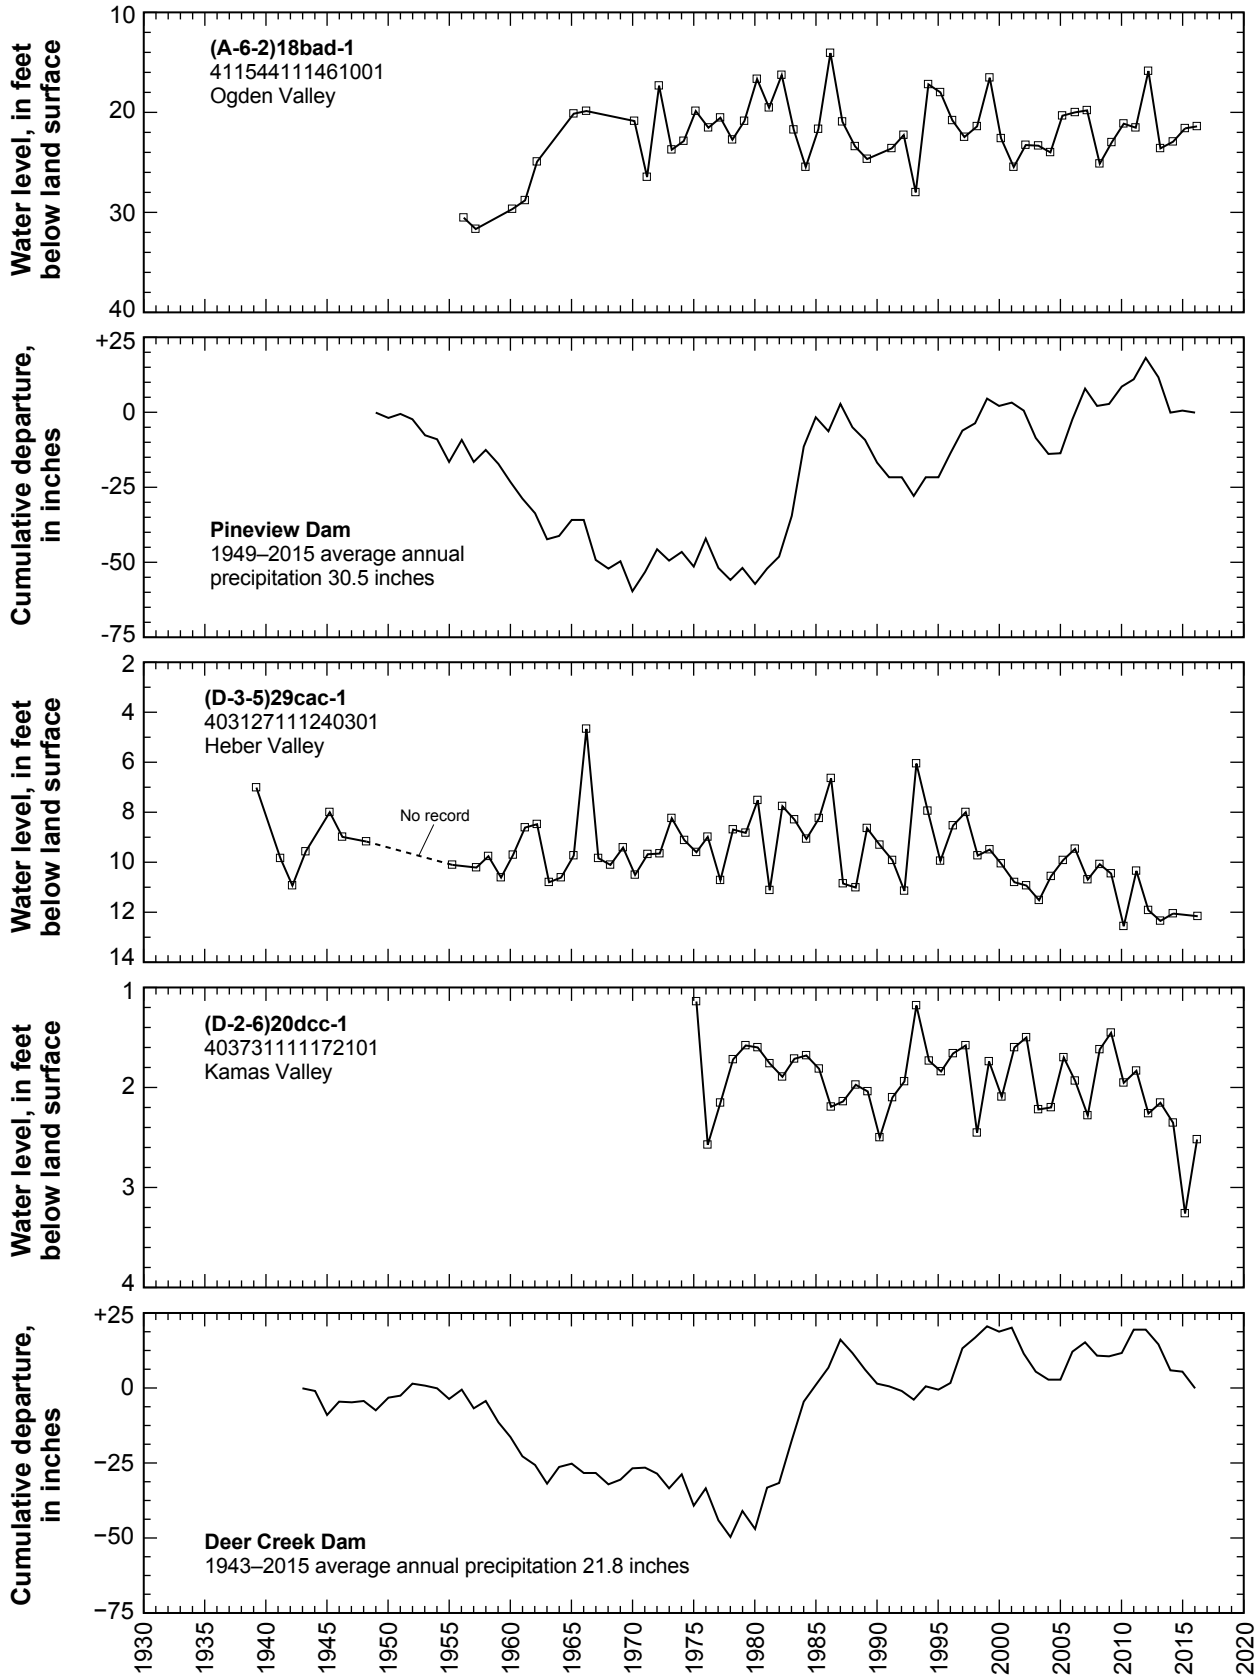 Water level, in feet
below land surface
10
20
30
40
(A-6-2)18bad-1
411544111461001
Ogden Valley
Cumulative departure,
in inches
+25
0
-25
-50
-75
Pineview Dam
1949–2015 average annual
precipitation 30.5 inches
Water level, in feet
below land surface
2
4
6
8
10
12
14
(D-3-5)29cac-1
403127111240301
Heber Valley
No record
Water level, in feet
below land surface
1
2
3
4
(D-2-6)20dcc-1
403731111172101
Kamas Valley
Cumulative departure,
in inches
+25
0
−25
−50
−75
Deer Creek Dam
1943–2015 average annual precipitation 21.8 inches
1930
1935
1940
1945
1950
1955
1960
1965
1970
1975
1980
1985
1990
1995
2000
2005
2010
2015
2020